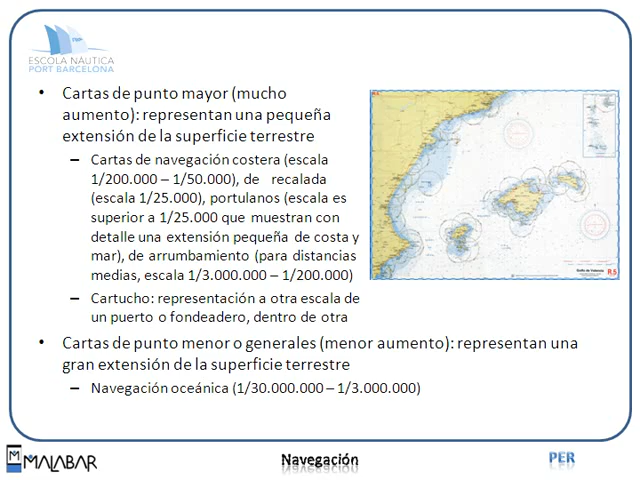 ESCOLA NÀUTICA
PORT BARCELONA
• Cartas de punto mayor (mucho
aumento): representan una pequeña
extensión de la superficie terrestre
– Cartas de navegación costera (escala
1/200.000 – 1/50.000), de recalada
(escala 1/25.000), portulanos (escala es
superior a 1/25.000 que muestran con
detalle una extensión pequeña de costa y
mar), de arrumbamiento (para distancias
medias, escala 1/3.000.000 – 1/200.000)
– Cartucho: representación a otra escala de
un puerto o fondeadero, dentro de otra
• Cartas de punto menor o generales (menor aumento): representan una
gran extensión de la superficie terrestre
– Navegación oceánica (1/30.000.000 – 1/3.000.000)
R.5
Golfo de Valencia
R.5
MALABAR
Navegación
PER